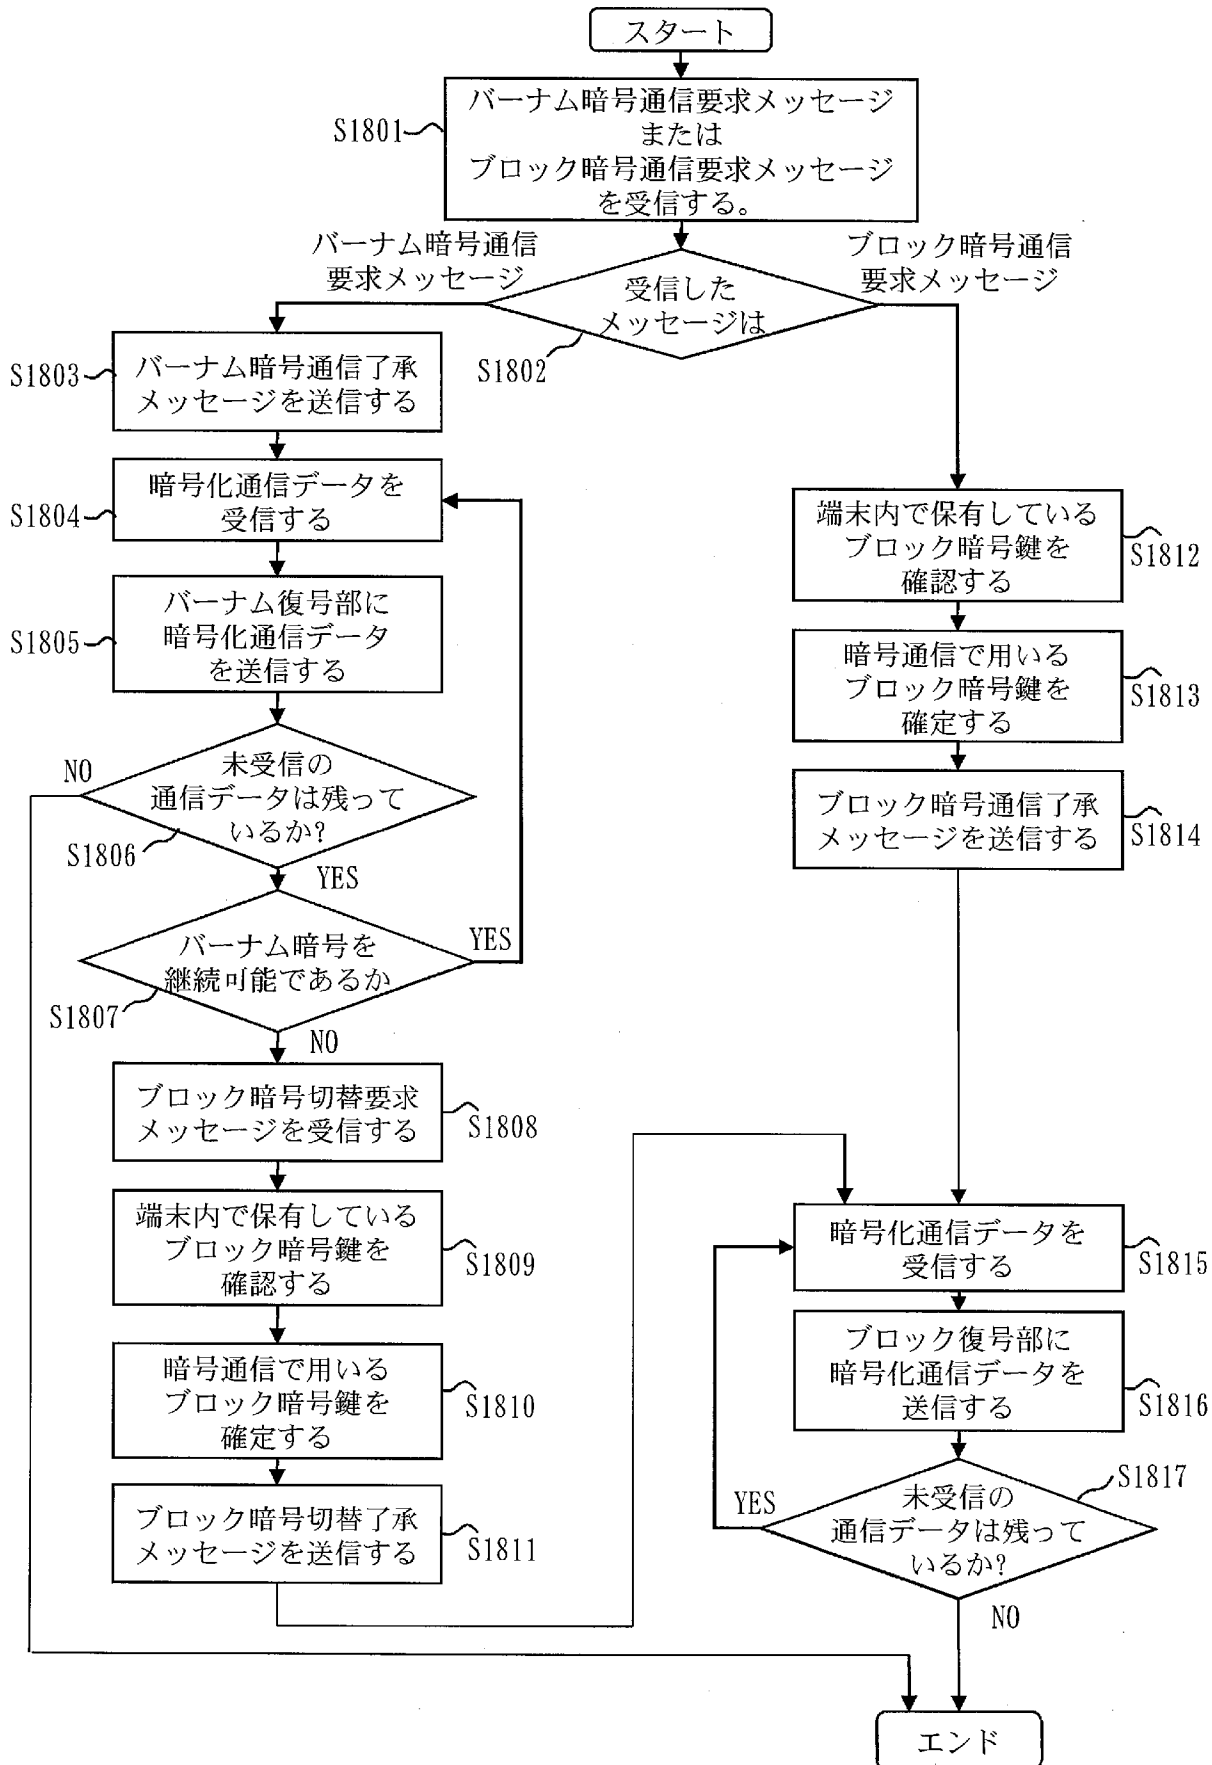 スタート
S1801
バーナム暗号通信要求メッセージ
または
ブロック暗号通信要求メッセージ
を受信する。
バーナム暗号通信
要求メッセージ
ブロック暗号通信
要求メッセージ
受信した
メッセージは
S1802
S1803
バーナム暗号通信了承
メッセージを送信する
S1804
暗号化通信データを
受信する
S1805
バーナム復号部に
暗号化通信データ
を送信する
NO
未受信の
通信データは残って
いるか?
S1806
YES
バーナム暗号を
継続可能であるか
YES
S1807
NO
ブロック暗号切替要求
メッセージを受信する
S1808
端末内で保有している
ブロック暗号鍵を
確認する
S1809
暗号通信で用いる
ブロック暗号鍵を
確定する
S1810
ブロック暗号切替了承
メッセージを送信する
S1811
端末内で保有している
ブロック暗号鍵を
確認する
S1812
暗号通信で用いる
ブロック暗号鍵を
確定する
S1813
ブロック暗号通信了承
メッセージを送信する
S1814
暗号化通信データを
受信する
S1815
ブロック復号部に
暗号化通信データを
送信する
S1816
S1817
YES
未受信の
通信データは残って
いるか?
NO
エンド